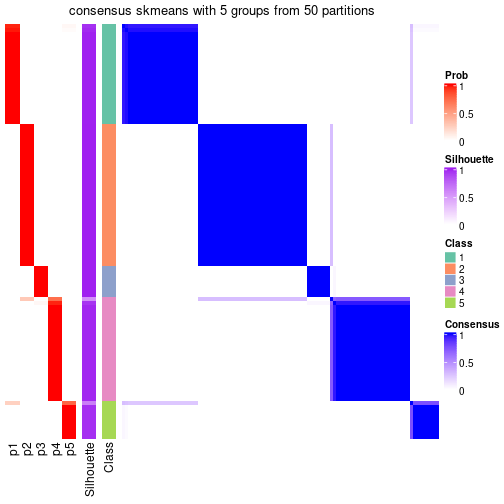 consensus skmeans with 5 groups from 50 partitions
Prob
1
0.5
0
Silhouette
1
0.5
0
Class
1
2
3
4
5
Consensus
1
0.5
0
p1
p2
p3
p4
p5
Silhouette
Class